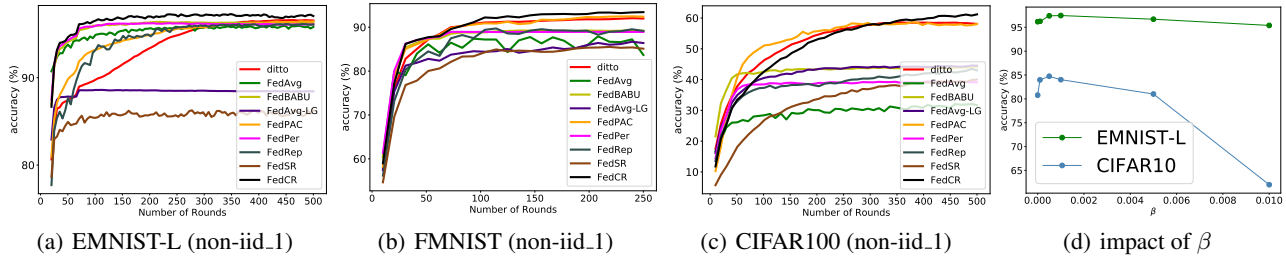 accuracy (%)
90
80
0
50
100
150
200
250
300
350
400
450
500
Number of Rounds
ditto
FedAvg
FedBABU
FedAvg-LG
FedPAC
FedPer
FedRep
FedSR
FedCR
(a) EMNIST-L (non-iid_1)
accuracy (%)
90
80
70
60
0
50
100
150
200
250
Number of Rounds
ditto
FedAvg
FedBABU
FedAvg-LG
FedPAC
FedPer
FedRep
FedSR
FedCR
(b) FMNIST (non-iid_1)
accuracy (%)
60
50
40
30
20
10
0
50
100
150
200
250
300
350
400
450
500
Number of Rounds
ditto
FedAvg
FedBABU
FedAvg-LG
FedPAC
FedPer
FedRep
FedSR
FedCR
(c) CIFAR100 (non-iid_1)
accuracy (%)
95
90
85
80
75
70
65
0.000
0.002
0.004
0.006
0.008
0.010
β
EMNIST-L
CIFAR10
(d) impact of β